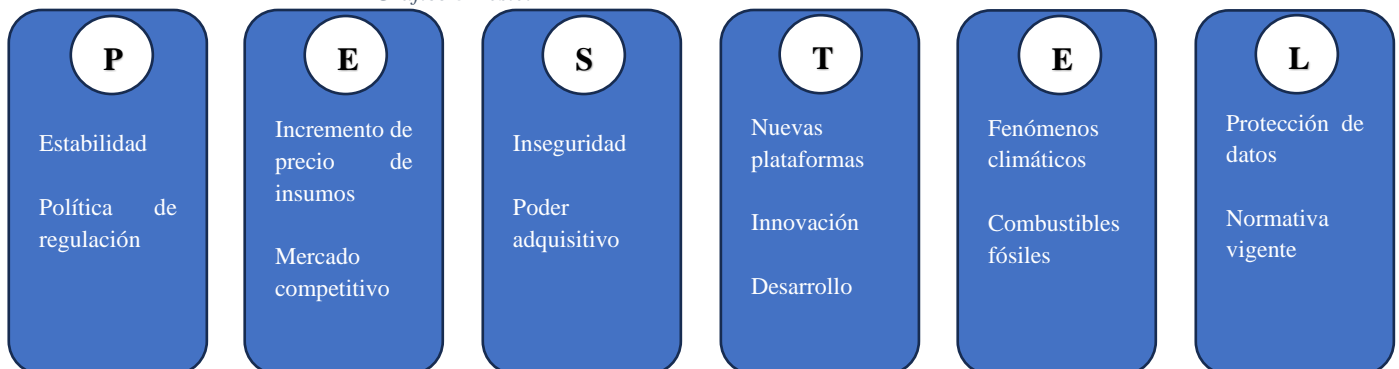 P
Estabilidad
Política de
regulación
E
Incremento de
precio de
insumos
Mercado
competitivo
S
Inseguridad
Poder
adquisitivo
T
Nuevas
plataformas
Innovación
Desarrollo
E
Fenómenos
climáticos
Combustibles
fósiles
L
Protección de
datos
Normativa
vigente